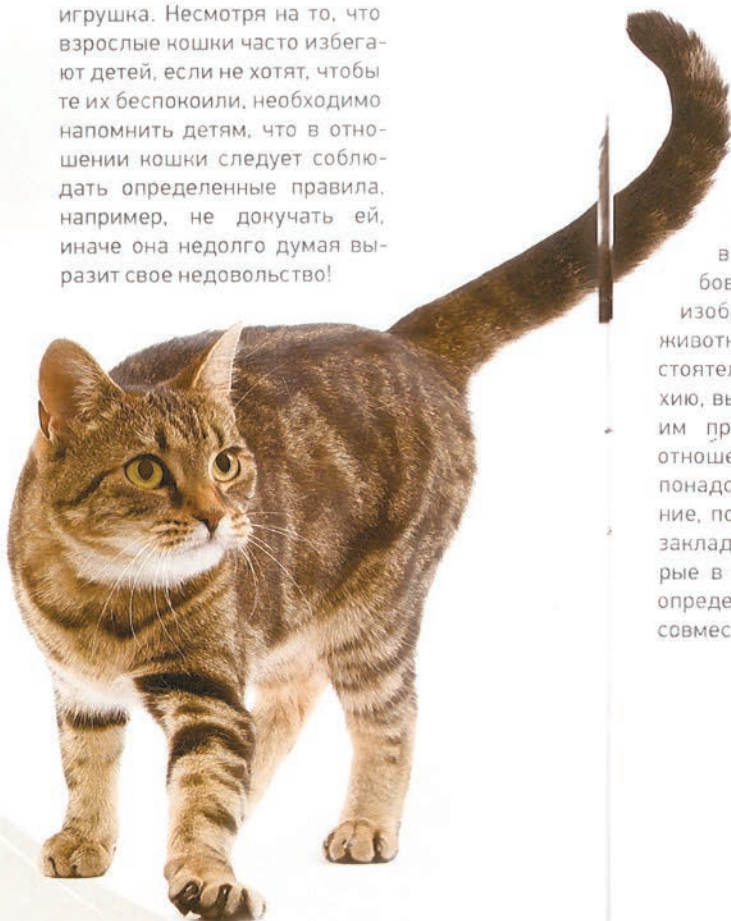 игрушка. Несмотря на то, что
взрослые кошки часто избега-
ют детей, если не хотят, чтобы
те их беспокоили, необходимо
напомнить детям, что в отно-
шении кошки следует соблю-
дать определенные правила,
например, не докучать ей,
иначе она недолго думая вы-
разит свое недовольство!
в
бов
изоб
животн
стоятел
хию, вы
им пр
отноше
понадо
ние, по
заклад
рые в
опреде
совмес